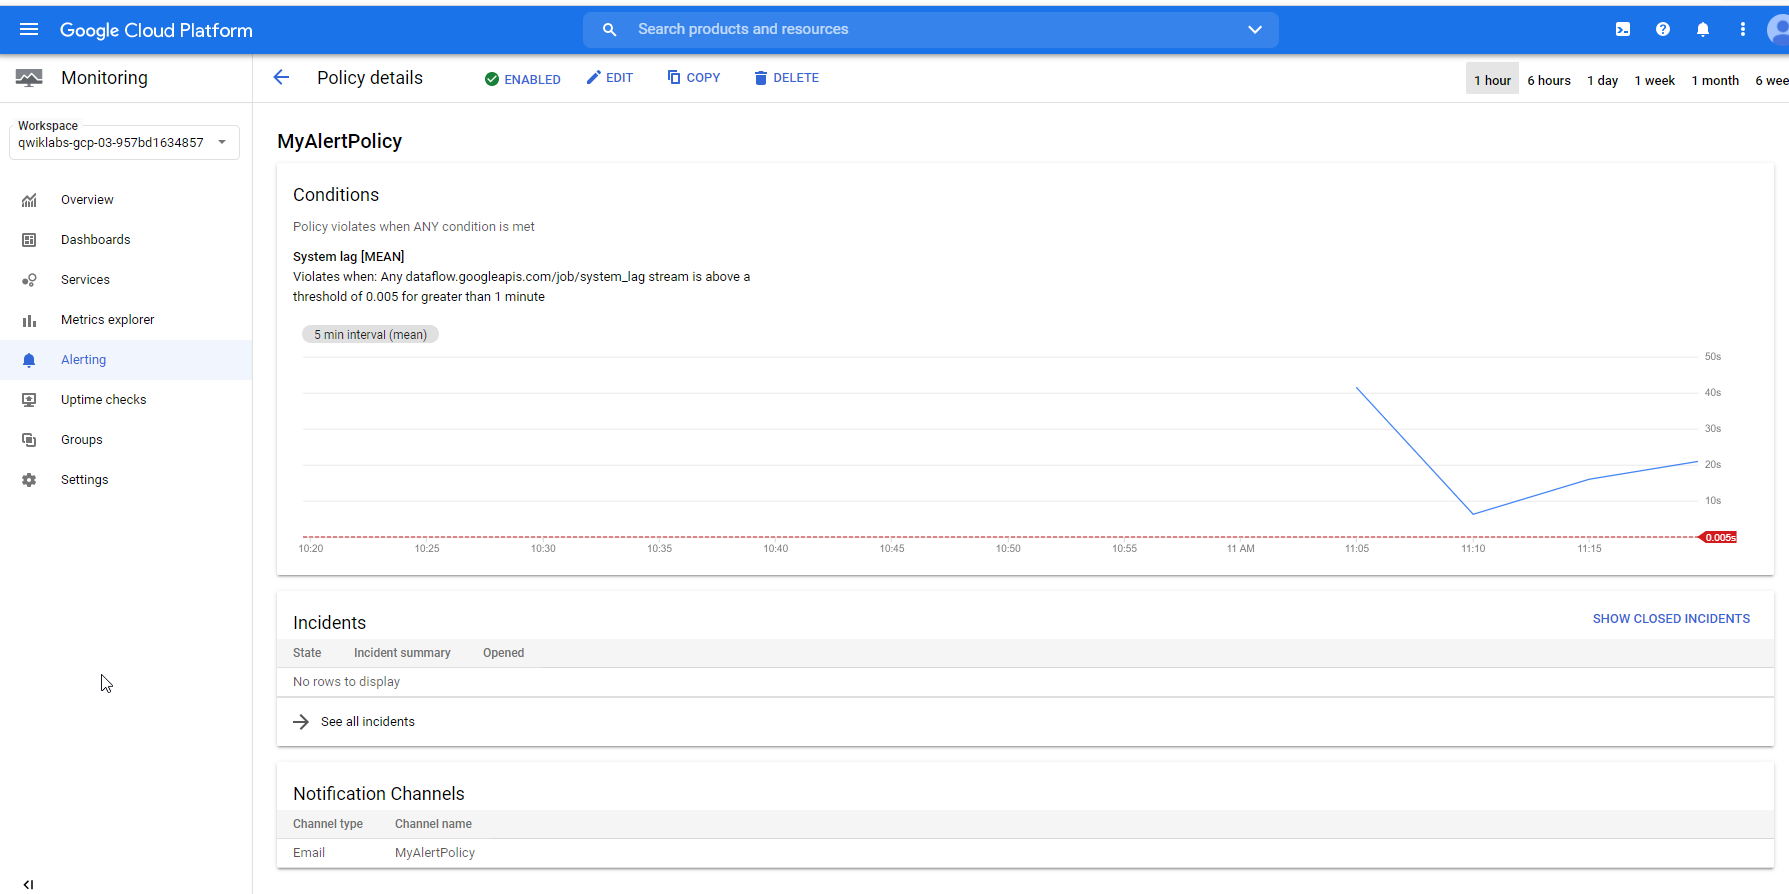 Google Cloud Platform
Search products and resources
Monitoring
Policy details
ENABLED
EDIT
COPY
DELETE
1 hour
6 hours
1 day
1 week
1 month
6 wee
Workspace
qwiklabs-gcp-03-957bd1634857
Overview
Dashboards
Services
Metrics explorer
Alerting
Uptime checks
Groups
Settings
MyAlertPolicy
Conditions
Policy violates when ANY condition is met
System lag [MEAN]
Violates when: Any dataflow.googleapis.com/job/system_lag stream is above a
threshold of 0.005 for greater than 1 minute
5 min interval (mean)
50s
40s
30s
20s
10s
0.005s
10:20
10:25
10:30
10:35
10:40
10:45
10:50
10:55
11 AM
11:05
11:10
11:15
Incidents
SHOW CLOSED INCIDENTS
State Incident summary Opened
No rows to display
See all incidents
Notification Channels
Channel type Channel name
Email MyAlertPolicy